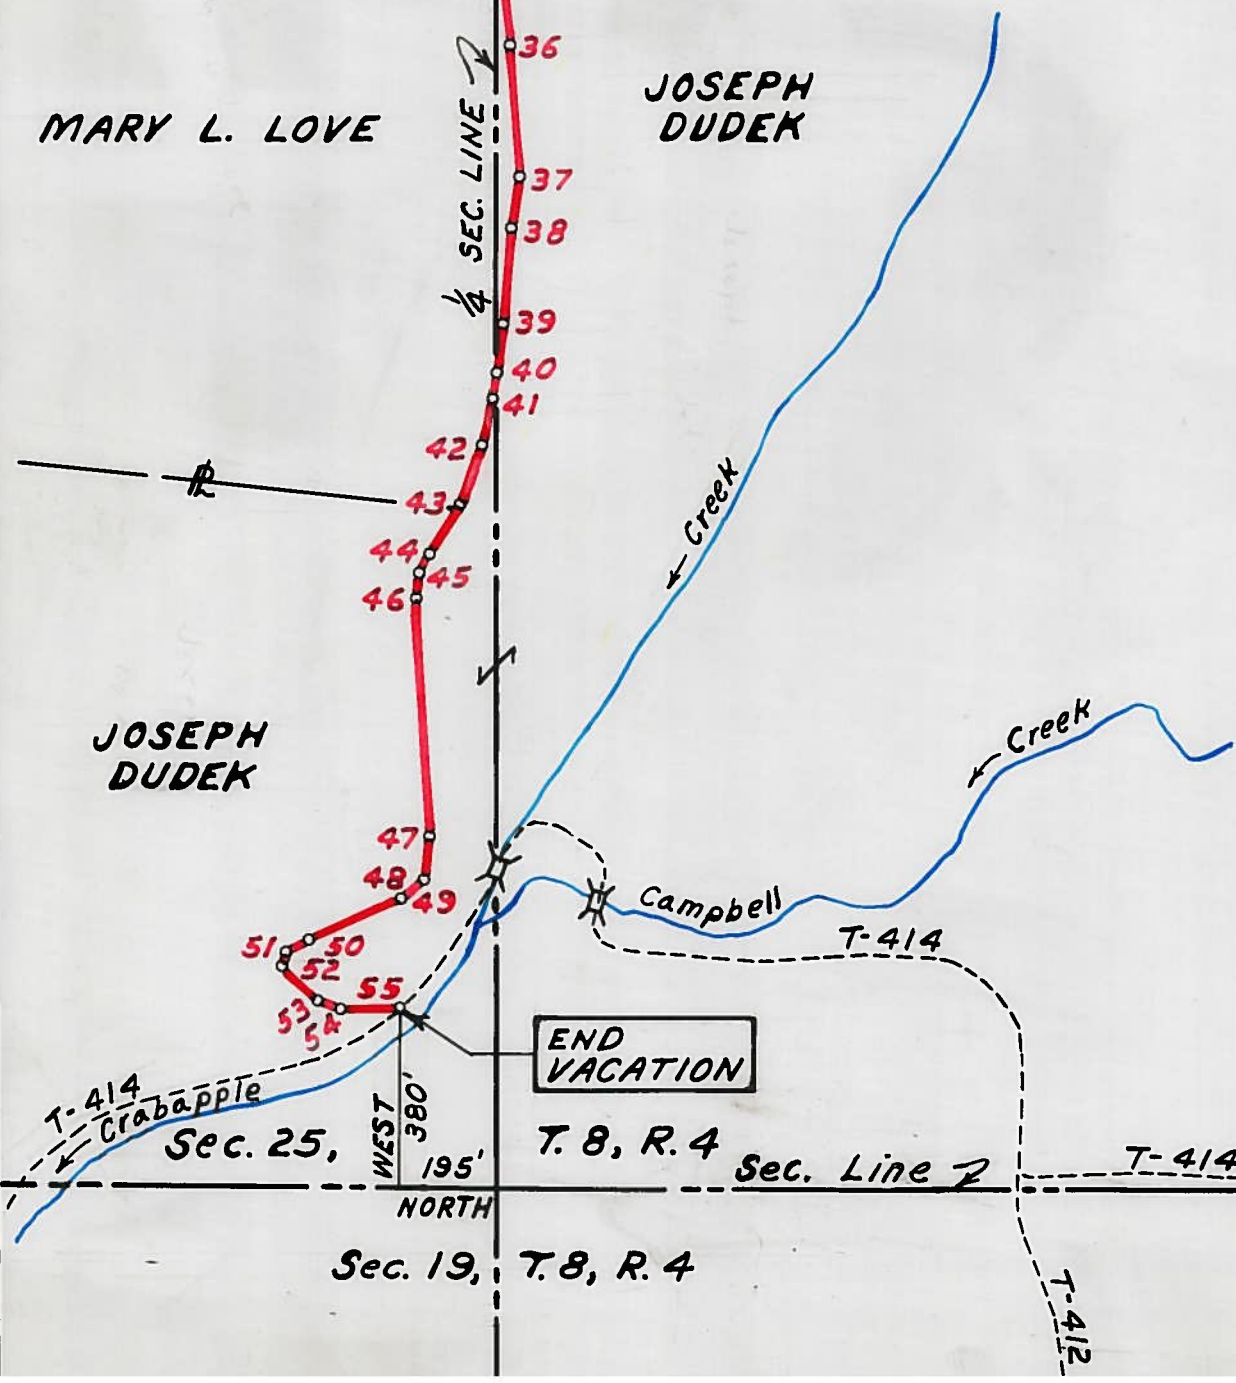 36
JOSEPH
DUDEK
MARY L. LOVE
1/4 SEC. LINE
37
38
39
40
41
42
PL
43
44
45
46
Creek
JOSEPH
DUDEK
Creek
47
48
49
Campbell
T-414
51
50
52
55
53
54
END
VACATION
T-414
Crabapple
WEST
380'
Sec. 25,
T. 8, R. 4
195'
Sec. Line
T-414
NORTH
Sec. 19, T. 8, R. 4
T-412